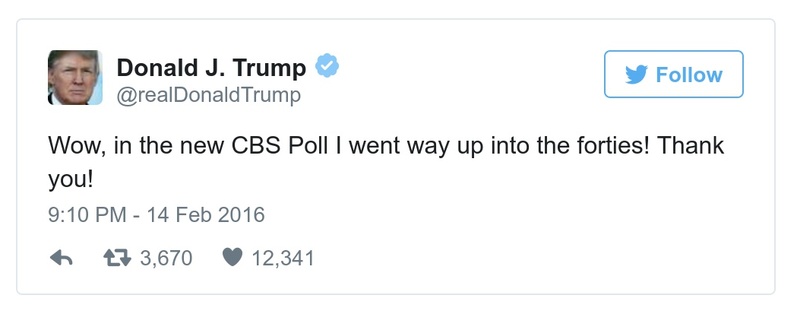 Donald J. Trump
@realDonaldTrump
Follow
Wow, in the new CBS Poll I went way up into the forties! Thank
you!
9:10 PM - 14 Feb 2016
3,670 12,341